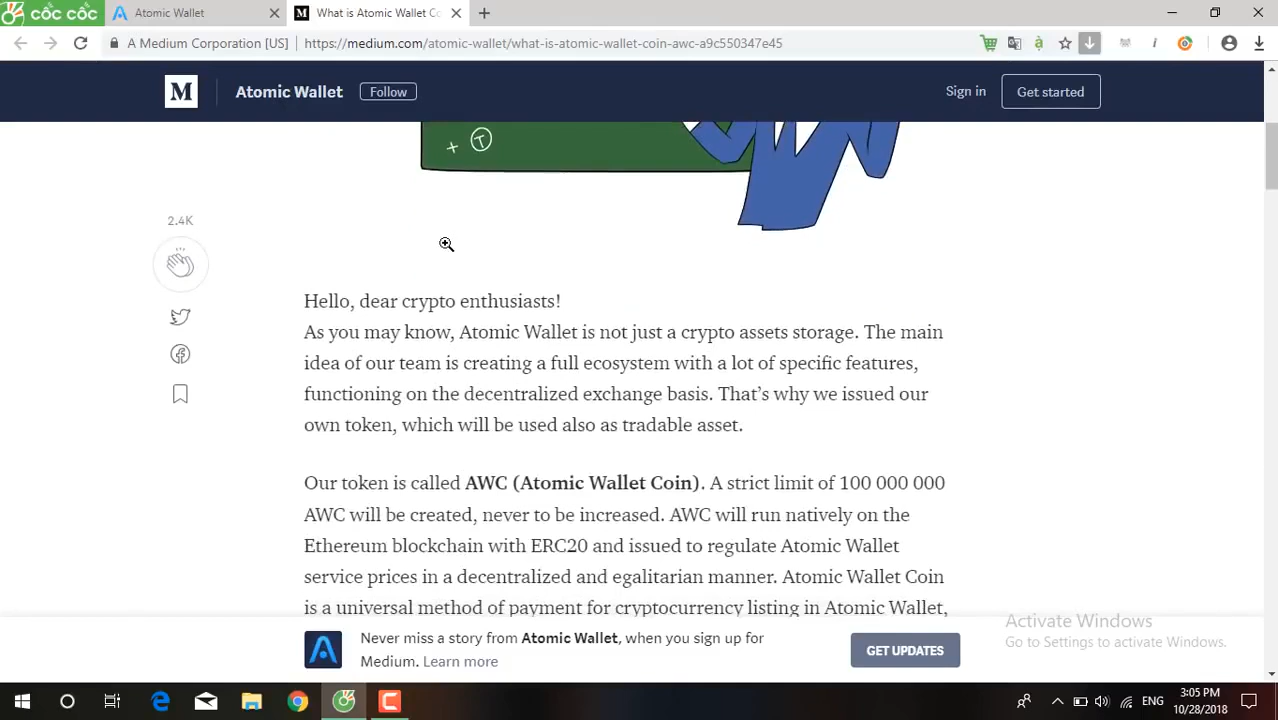 cốc cốc
Atomic Wallet
What is Atomic Wallet Co
A Medium Corporation [US]
https://medium.com/atomic-wallet/what-is-atomic-wallet-coin-awc-a9c550347e45
M
Atomic Wallet
Follow
Sign in
Get started
+ T
2.4K
Hello, dear crypto enthusiasts!
As you may know, Atomic Wallet is not just a crypto assets storage. The main
idea of our team is creating a full ecosystem with a lot of specific features,
functioning on the decentralized exchange basis. That’s why we issued our
own token, which will be used also as tradable asset.
Our token is called AWC (Atomic Wallet Coin). A strict limit of 100 000 000
AWC will be created, never to be increased. AWC will run natively on the
Ethereum blockchain with ERC20 and issued to regulate Atomic Wallet
service prices in a decentralized and egalitarian manner. Atomic Wallet Coin
is a universal method of payment for cryptocurrency listing in Atomic Wallet,
Activate Windows
Go to Settings to activate Windows.
Never miss a story from Atomic Wallet, when you sign up for
Medium. Learn more
GET UPDATES
ENG
3:05 PM
10/28/2018